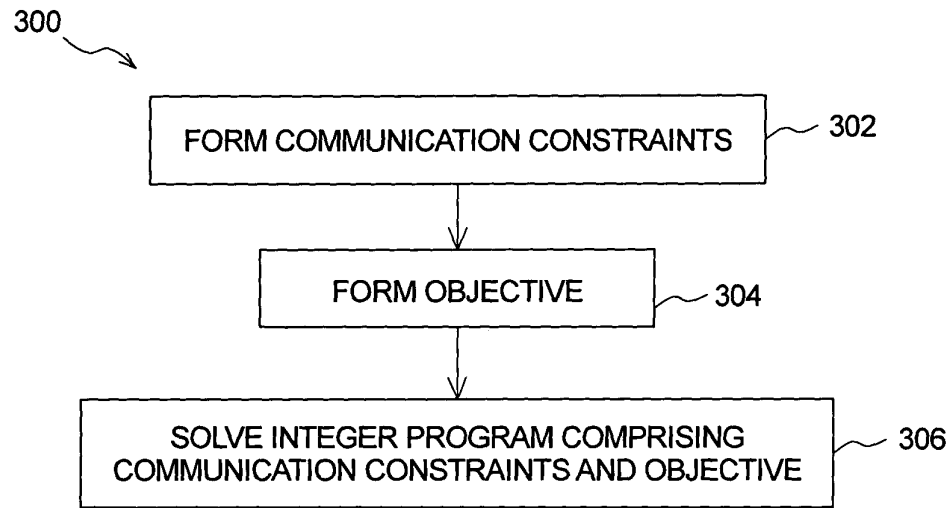 300
FORM COMMUNICATION CONSTRAINTS
302
FORM OBJECTIVE
304
SOLVE INTEGER PROGRAM COMPRISING
COMMUNICATION CONSTRAINTS AND OBJECTIVE
306